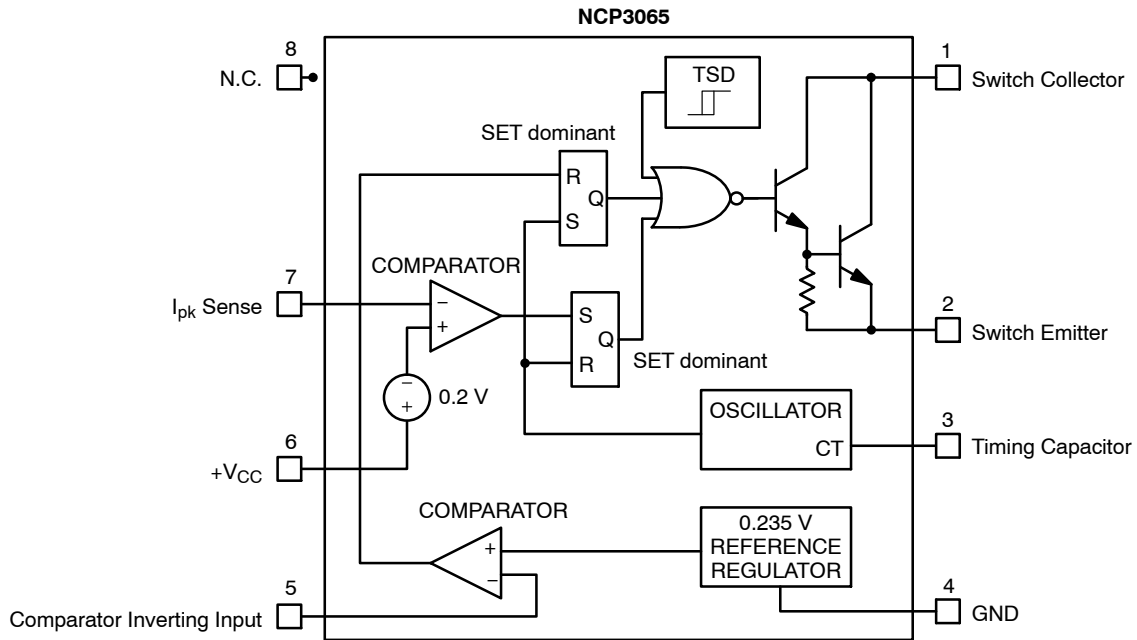 NCP3065
8
N.C.
1
Switch Collector
TSD
SET dominant
R
Q
S
COMPARATOR
7
Ipk Sense
−
+
S
Q
R
SET dominant
2
Switch Emitter
−
+
0.2 V
OSCILLATOR
CT
3
Timing Capacitor
6
+VCC
COMPARATOR
+
−
0.235 V
REFERENCE
REGULATOR
5
Comparator Inverting Input
4
GND